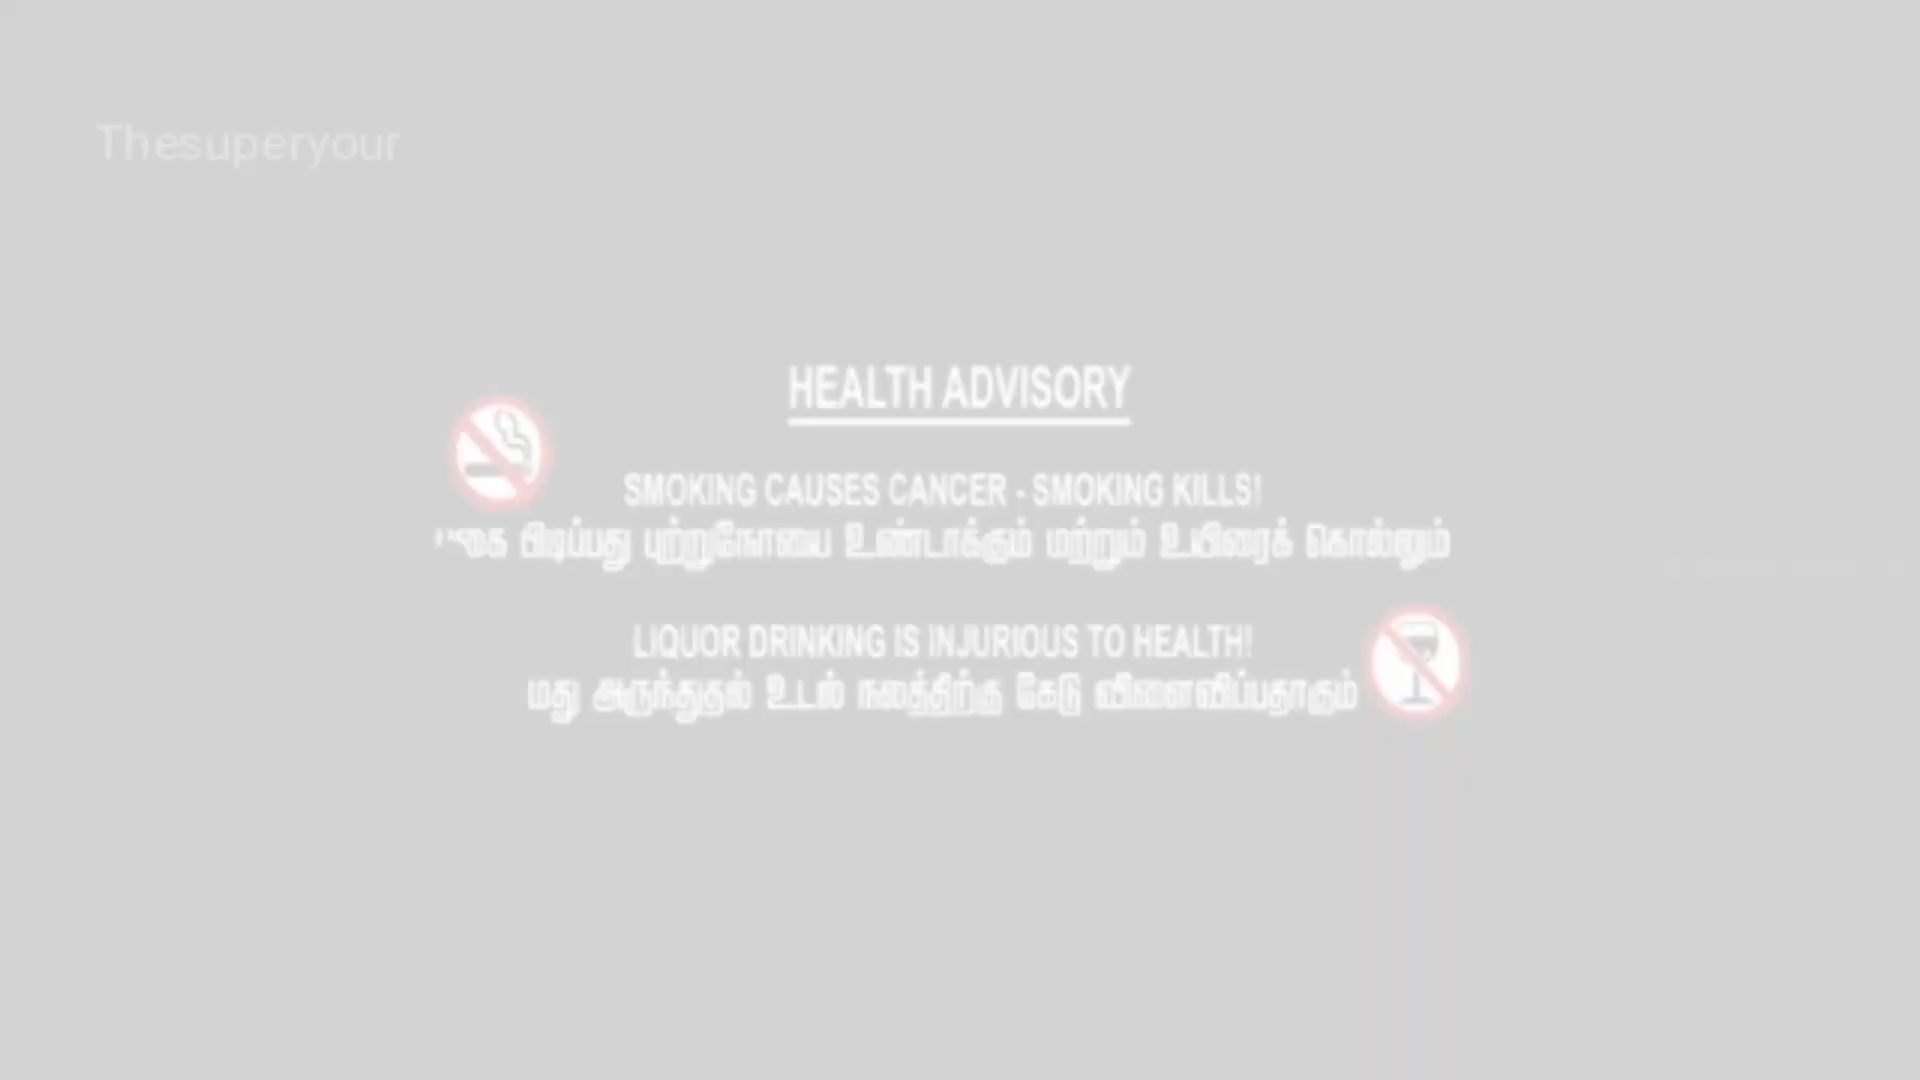 Thesuperyour
HEALTH ADVISORY
SMOKING CAUSES CANCER - SMOKING KILLS!
புகை பிடிப்பது புற்றுநோயை உண்டாக்கும் மற்றும் உயிரைக் கொல்லும்
LIQUOR DRINKING IS INJURIOUS TO HEALTH!
மது அருந்துதல் உடல் நலத்திற்கு கேடு விளைவிப்பதாகும்